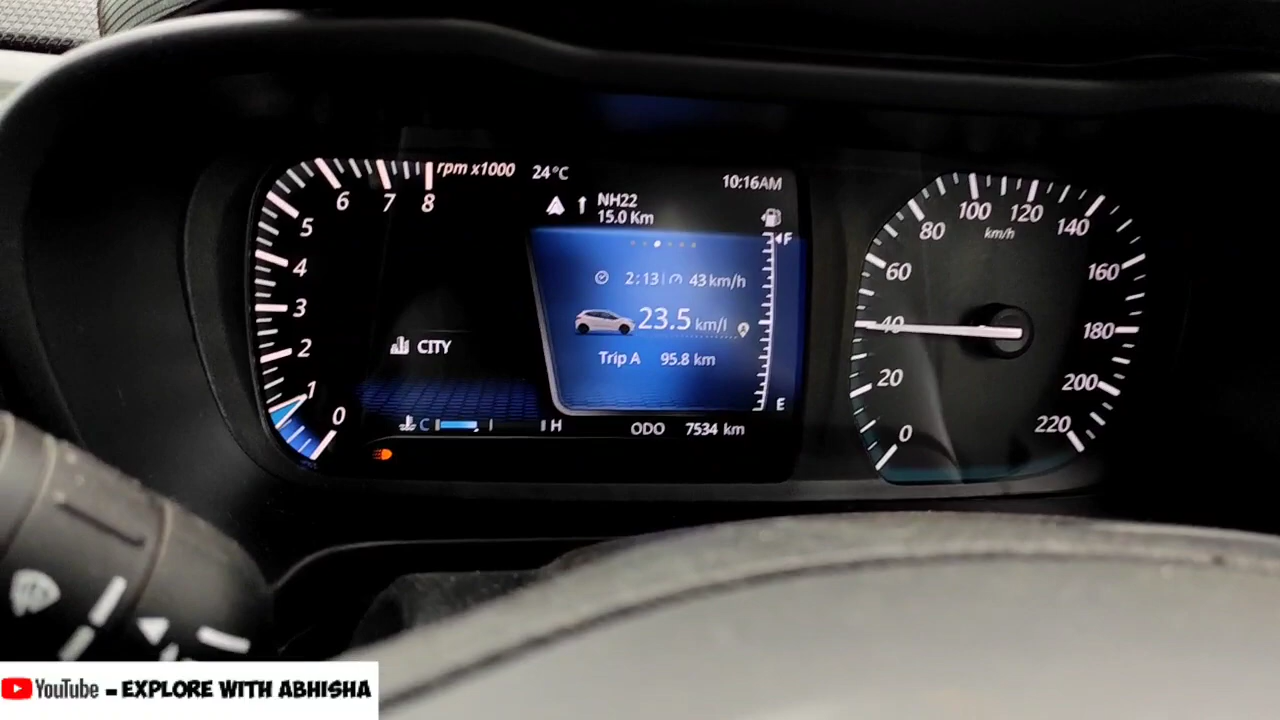 rpm x1000
0
1
2
3
4
5
6
7
8
24°C
10:16AM
NH22
15.0 Km
F
2:13
43 km/h
23.5 km/l
Trip A 95.8 km
E
CITY
C H
ODO 7534 km
0
20
40
60
80
100
120
140
160
180
200
220
km/h
YouTube - EXPLORE WITH ABHISHA